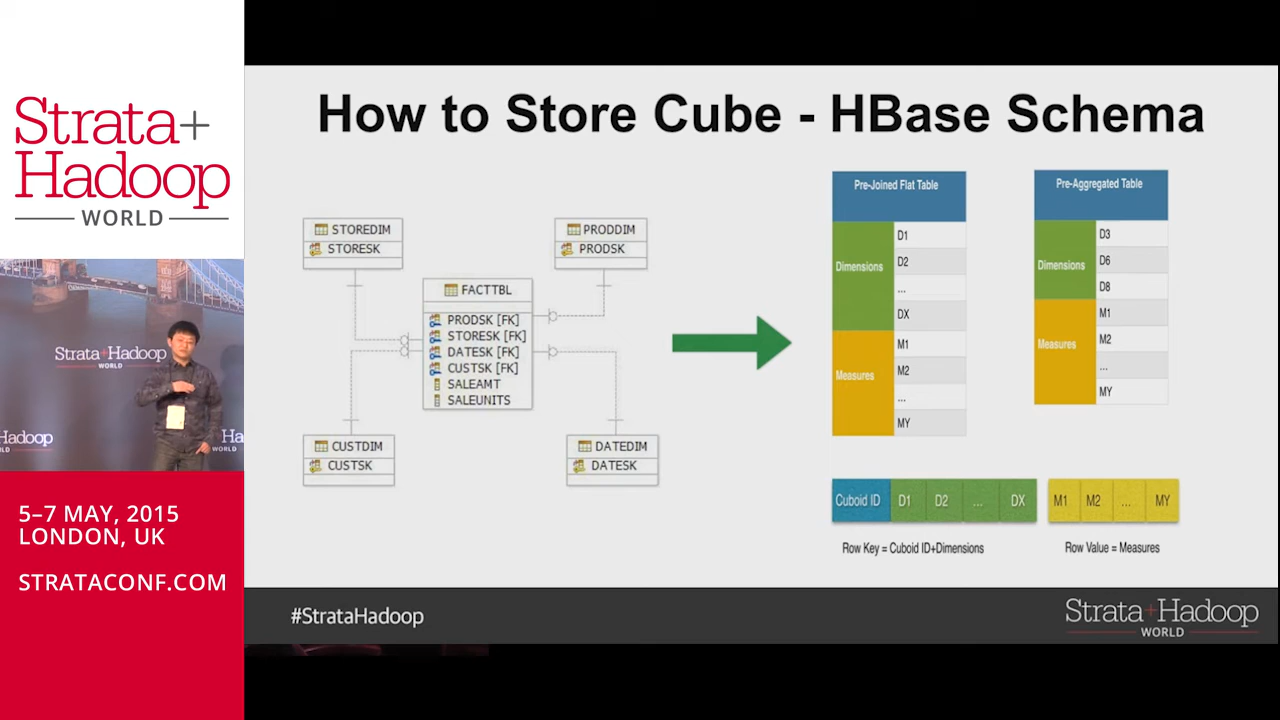 Strata+
Hadoop
WORLD
Strata+Hadoop
WORLD
Hadoop
WORLD
5–7 MAY, 2015
LONDON, UK
STRATACONF.COM
How to Store Cube - HBase Schema
STOREDIM
STORESK
PRODDIM
PRODSK
FACTTBL
PRODSK [FK]
STORESK [FK]
DATESK [FK]
CUSTSK [FK]
SALEAMT
SALEUNITS
CUSTDIM
CUSTSK
DATEDIM
DATESK
Pre-Joined Flat Table
Dimensions
D1
D2
...
DX
Measures
M1
M2
...
MY
Pre-Aggregated Table
Dimensions
D3
D6
D8
Measures
M1
M2
...
MY
Cuboid ID D1 D2 ... DX
M1 M2 ... MY
Row Key = Cuboid ID+Dimensions
Row Value = Measures
#StrataHadoop
Strata+Hadoop
WORLD